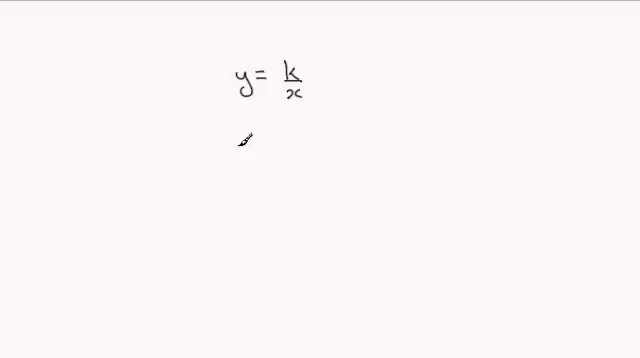 y = k/x